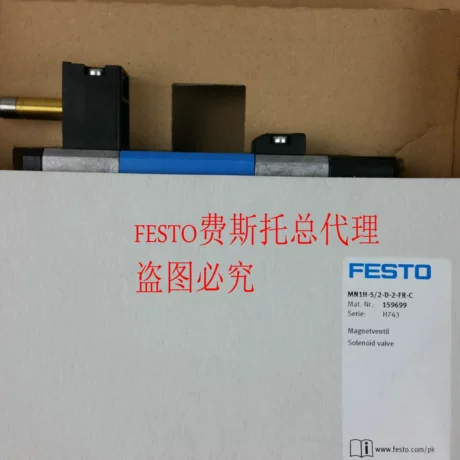 FESTO费斯托总代理
盗图必究
FESTO
MN1H-5/2-D-2-FR-C
Mat. Nr.: 159699
Serie: H743
Magnetventil
Solenoid valve
www.festo.com/pk